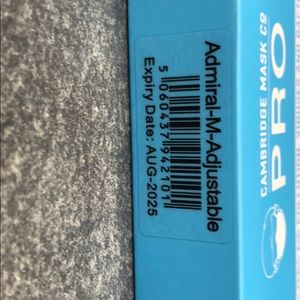 Admiral-M-Adjustable
5 060437 942101
Expiry Date: AUG-2025
CAMBRIDGE MASK CO
PRO